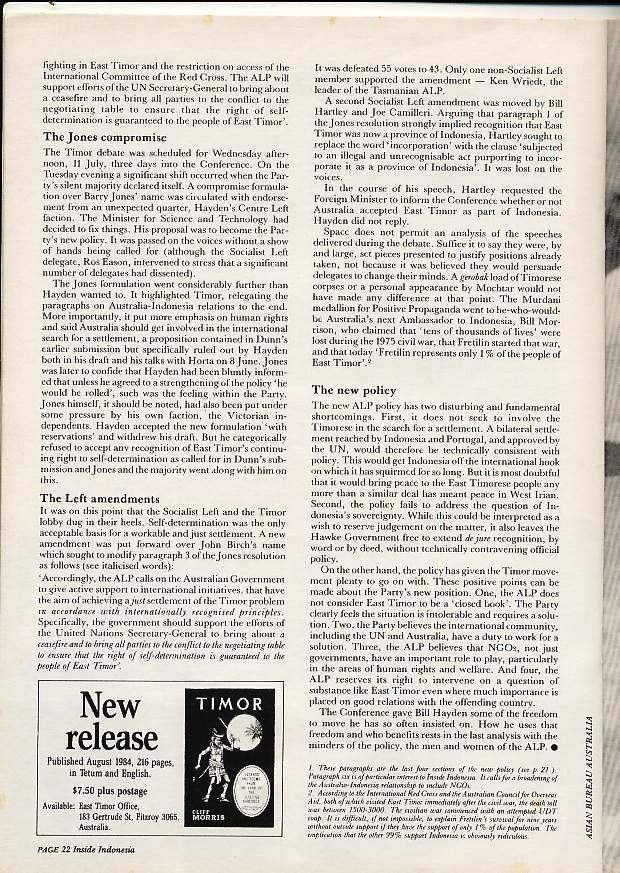 fighting in East Timor and the restriction on access of the
International Committee of the Red Cross. The ALP will
support efforts of the UN Secretary-General to bring about
a ceasefire and to bring all parties to the conflict to the
negotiating table to ensure that the right of self-
determination is guaranteed to the people of East Timor'.
The Jones compromise
The Timor debate was scheduled for Wednesday after-
noon, 11 July, three days into the Conference. On the
Tuesday evening a significant shift occurred when the Par-
ty's silent majority declared itself. A compromise formula-
tion over Barry Jones' name was circulated with endorse-
ment from an unexpected quarter, Hayden's Centre Left
faction. The Minister for Science and Technology had
decided to fix things. His proposal was to become the Par-
ty's new policy. It was passed on the voices without a show
of hands being called for (although the Socialist Left
delegate, Ros Eason, intervened to stress that a significant
number of delegates had dissented).
The Jones formulation went considerably further than
Hayden wanted to. It highlighted Timor, relegating the
paragraphs on Australia-Indonesia relations to the end.
More importantly, it put more emphasis on human rights
and said Australia should get involved in the international
search for a settlement, a proposition contained in Dunn's
earlier submission but specifically ruled out by Hayden
both in his draft and his talks with Horta on 8 June. Jones
was later to confide that Hayden had been bluntly inform-
ed that unless he agreed to a strengthening of the policy 'he
would be rolled', such was the feeling within the Party.
Jones himself, it should be noted, had also been put under
some pressure by his own faction, the Victorian in-
dependents. Hayden accepted the new formulation 'with
reservations' and withdrew his draft. But he categorically
refused to accept any recognition of East Timor's continu-
ing right to self-determination as called for in Dunn's sub-
mission and Jones and the majority went along with him on
this.
The Left amendments
It was on this point that the Socialist Left and the Timor
lobby dug in their heels. Self-determination was the only
acceptable basis for a workable and just settlement. A new
amendment was put forward over John Birch's name
which sought to modify paragraph 3 of the Jones resolution
as follows (see italicised words):
'Accordingly, the ALP calls on the Australian Government
to give active support to international initiatives, that have
the aim of achieving a just settlement of the Timor problem
in accordance with internationally recognised principles.
Specifically, the government should support the efforts of
the United Nations Secretary-General to bring about a
ceasefire and to bring all parties to the conflict to the negotiating table
to ensure that the right of self-determination is guaranteed to the
people of East Timor'.
New
release
Published August 1984, 216 pages,
in Tetum and English.
$7.50 plus postage
Available: East Timor Office,
183 Gertrude St, Fitzroy 3065.
Australia.
TIMOR
CLIFF
MORRIS
PAGE 22 Inside Indonesia
It was defeated 55 votes to 43. Only one non-Socialist Left
member supported the amendment — Ken Wriedt, the
leader of the Tasmanian ALP.
A second Socialist Left amendment was moved by Bill
Hartley and Joe Camilleri. Arguing that paragraph 1 of
the Jones resolution strongly implied recognition that East
Timor was now a province of Indonesia, Hartley sought to
replace the word 'incorporation' with the clause 'subjected
to an illegal and unrecognisable act purporting to incor-
porate it as a province of Indonesia'. It was lost on the
voices.
In the course of his speech, Hartley requested the
Foreign Minister to inform the Conference whether or not
Australia accepted East Timor as part of Indonesia.
Hayden did not reply.
Space does not permit an analysis of the speeches
delivered during the debate. Suffice it to say they were, by
and large, set pieces presented to justify positions already
taken, not because it was believed they would persuade
delegates to change their minds. A gerobak load of Timorese
corpses or a personal appearance by Mochtar would not
have made any difference at that point. The Murdani
medallion for Positive Propaganda went to he-who-would-
be Australia's next Ambassador to Indonesia, Bill Mor-
rison, who claimed that 'tens of thousands of lives' were
lost during the 1975 civil war, that Fretilin started that war,
and that today 'Fretilin represents only 1% of the people of
East Timor'.2
The new policy
The new ALP policy has two disturbing and fundamental
shortcomings. First, it does not seek to involve the
Timorese in the search for a settlement. A bilateral settle-
ment reached by Indonesia and Portugal, and approved by
the UN, would therefore be technically consistent with
policy. This would get Indonesia off the international hook
on which it has squirmed for so long. But it is most doubtful
that it would bring peace to the East Timorese people any
more than a similar deal has meant peace in West Irian.
Second, the policy fails to address the question of In-
donesia's sovereignty. While this could be interpreted as a
wish to reserve judgement on the matter, it also leaves the
Hawke Government free to extend de jure recognition, by
word or by deed, without technically contravening official
policy.
On the other hand, the policy has given the Timor move-
ment plenty to go on with. These positive points can be
made about the Party's new position. One, the ALP does
not consider East Timor to be a 'closed book'. The Party
clearly feels the situation is intolerable and requires a solu-
tion. Two, the Party believes the international community,
including the UN and Australia, have a duty to work for a
solution. Three, the ALP believes that NGOs, not just
governments, have an important role to play, particularly
in the areas of human rights and welfare. And four, the
ALP reserves its right to intervene on a question of
substance like East Timor even where much importance is
placed on good relations with the offending country.
The Conference gave Bill Hayden some of the freedom
to move he has so often insisted on. How he uses that
freedom and who benefits rests in the last analysis with the
minders of the policy, the men and women of the ALP. ●
1. These paragraphs are the last four sections of the new policy (see p. 21).
Paragraph six is of particular interest to Inside Indonesia. It calls for a broadening of
the Australia-Indonesia relationship to include NGOs.
2. According to the International Red Cross and the Australian Council for Overseas
Aid, both of which visited East Timor immediately after the civil war, the death toll
was between 1500-3000. The civil war was commenced with an attempted UDT
coup. It is difficult, if not impossible, to explain Fretilin's survival for nine years
without outside support if they have the support of only 1% of the population. The
implication that the other 99% support Indonesia is obviously ridiculous.
ASIAN BUREAU AUSTRALIA